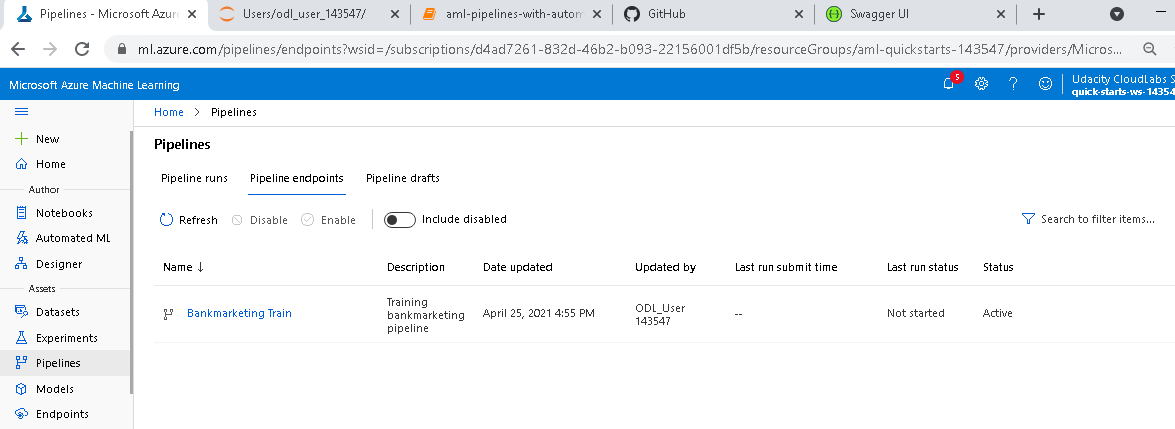 Pipelines - Microsoft Azur
Users/odl_user_143547/
aml-pipelines-with-autom
GitHub
Swagger UI
ml.azure.com/pipelines/endpoints?wsid=/subscriptions/d4ad7261-832d-46b2-b093-22156001df5b/resourceGroups/aml-quickstarts-143547/providers/Micros...
Microsoft Azure Machine Learning
5
Udacity CloudLabs S
quick-starts-ws-14354
Home > Pipelines
New
Home
Author
Notebooks
Automated ML
Designer
Assets
Datasets
Experiments
Pipelines
Models
Endpoints
Pipelines
Pipeline runs Pipeline endpoints Pipeline drafts
Refresh Disable Enable Include disabled Search to filter items...
Name ↓ Description Date updated Updated by Last run submit time Last run status Status
Bankmarketing Train
Training
bankmarketing
pipeline
April 25, 2021 4:55 PM
ODL_User
143547
--
Not started
Active